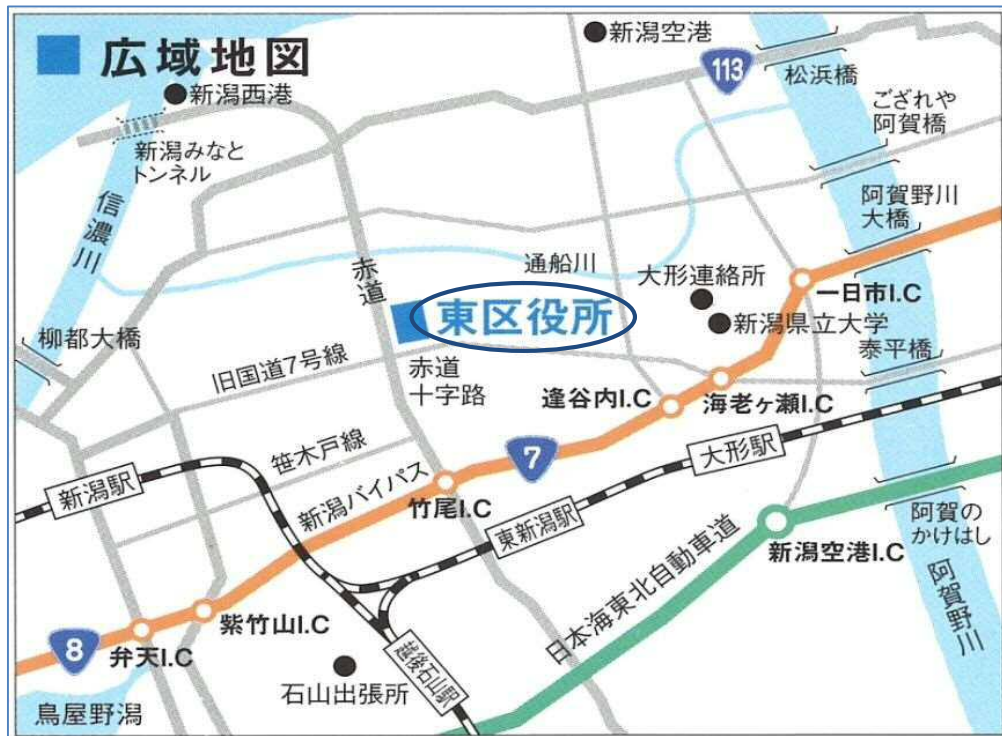 広域地図
新潟空港
113
松浜橋
新潟西港
ござれや
阿賀橋
新潟みなと
トンネル
信濃川
阿賀野川
大橋
赤道
通船川
大形連絡所
一日市I.C
東区役所
新潟県立大学
柳都大橋
泰平橋
旧国道7号線
赤道
十字路
逢谷内I.C
海老ヶ瀬I.C
笹木戸線
7
大形駅
新潟駅
新潟バイパス
竹尾I.C
東新潟駅
阿賀の
かけはし
新潟空港I.C
日本海東北自動車道
阿賀野川
紫竹山I.C
8
弁天I.C
越後石山駅
石山出張所
鳥屋野潟